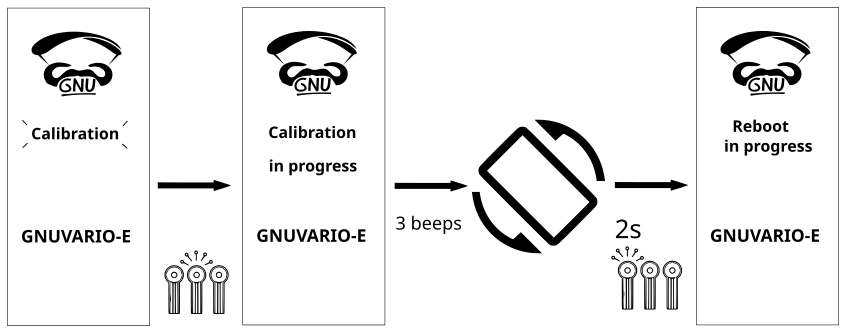 GNU
Calibration
GNUVARIO-E
GNU
Calibration
in progress
GNUVARIO-E
3 beeps
2s
GNU
Reboot
in progress
GNUVARIO-E